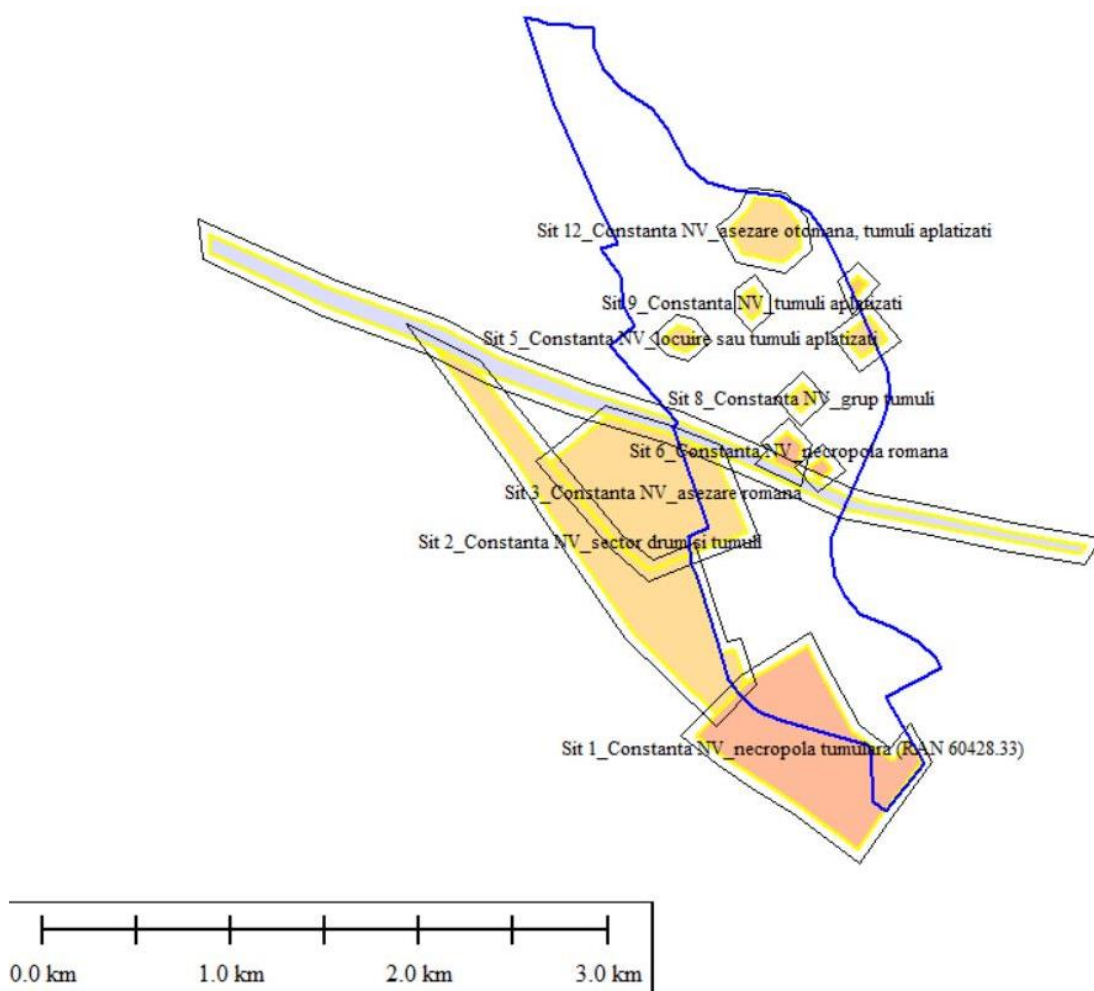 Sit 12_Constanta NV_asezare otomana, tumuli aplatizati
Sit 9_Constanta NV_tumuli aplatizati
Sit 5_Constanta NV_locuire sau tumuli aplatizati
Sit 8_Constanta NV_grup tumuli
Sit 6_Constanta NV_necropola romana
Sit 3_Constanta NV_asezare romana
Sit 2_Constanta NV_sector drum si tumuli
Sit 1_Constanta NV_necropola tumulara (RAN 60428.33)
0.0 km 1.0 km 2.0 km 3.0 km